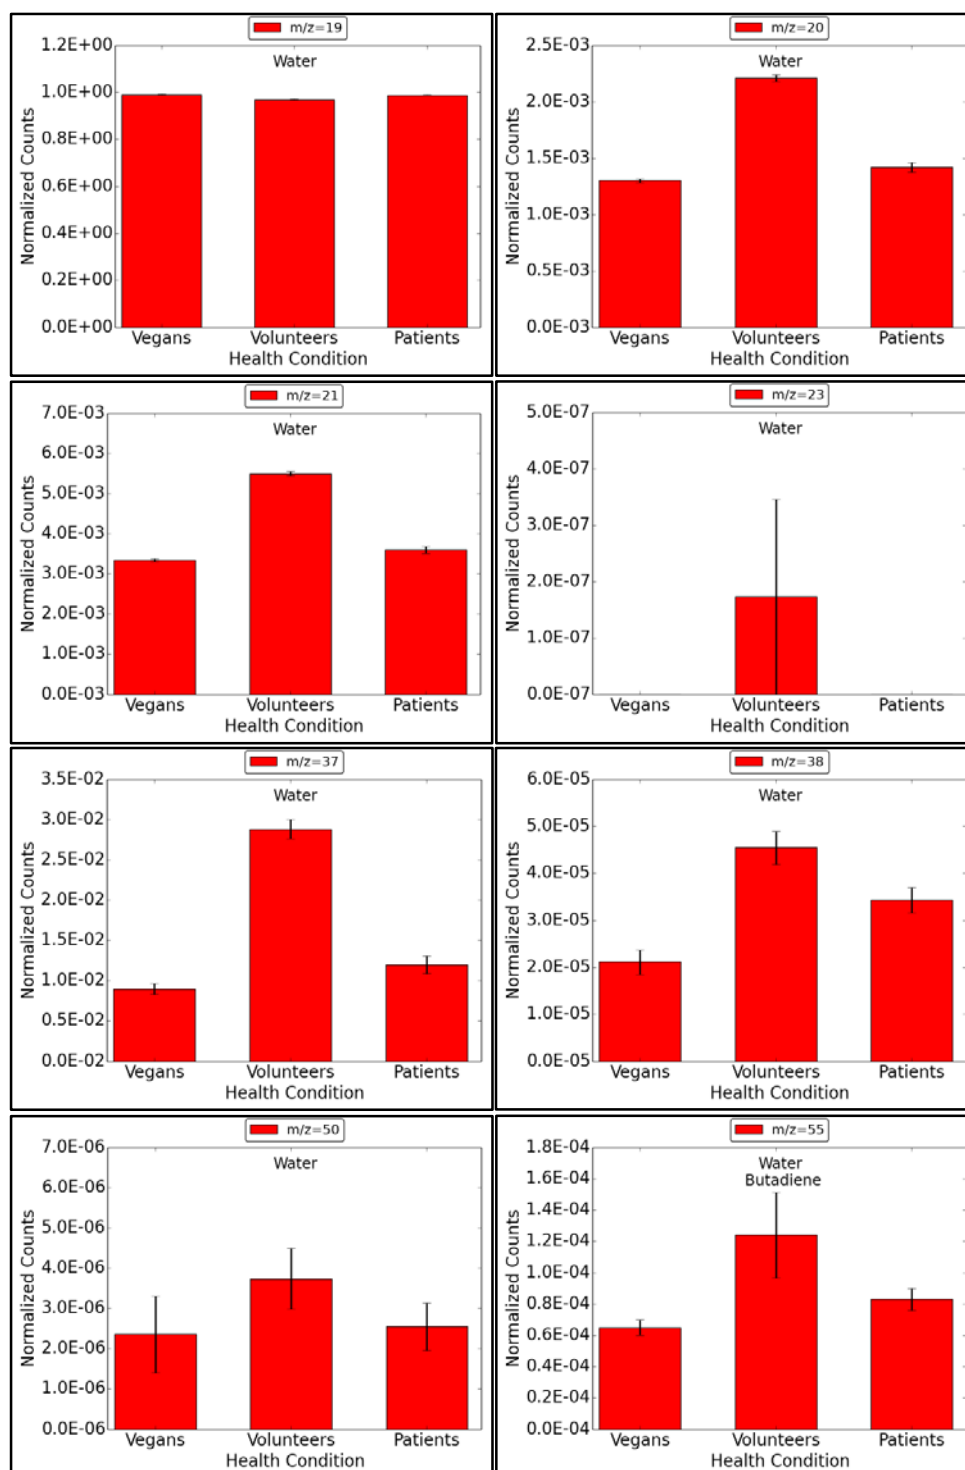 m/z=19
1.2E+00
1.0E+00
0.8E+00
0.6E+00
0.4E+00
0.2E+00
0.0E+00
Normalized Counts
Water
Vegans Volunteers Patients
Health Condition
m/z=20
2.5E-03
2.0E-03
1.5E-03
1.0E-03
0.5E-03
0.0E-03
Normalized Counts
Water
Vegans Volunteers Patients
Health Condition
m/z=21
7.0E-03
6.0E-03
5.0E-03
4.0E-03
3.0E-03
2.0E-03
1.0E-03
0.0E-03
Normalized Counts
Water
Vegans Volunteers Patients
Health Condition
m/z=23
5.0E-07
4.0E-07
3.0E-07
2.0E-07
1.0E-07
0.0E-07
Normalized Counts
Water
Vegans Volunteers Patients
Health Condition
m/z=37
3.5E-02
3.0E-02
2.5E-02
1.5E-02
1.0E-02
0.5E-02
0.0E-02
Normalized Counts
Water
Vegans Volunteers Patients
Health Condition
m/z=38
6.0E-05
5.0E-05
4.0E-05
3.0E-05
2.0E-05
1.0E-05
0.0E-05
Normalized Counts
Water
Vegans Volunteers Patients
Health Condition
m/z=50
7.0E-06
6.0E-06
5.0E-06
4.0E-06
3.0E-06
2.0E-06
1.0E-06
0.0E-06
Normalized Counts
Water
Vegans Volunteers Patients
Health Condition
m/z=55
1.8E-04
1.6E-04
1.4E-04
1.2E-04
1.0E-04
0.8E-04
0.6E-04
0.4E-04
0.2E-04
0.0E-04
Normalized Counts
Water
Butadiene
Vegans Volunteers Patients
Health Condition